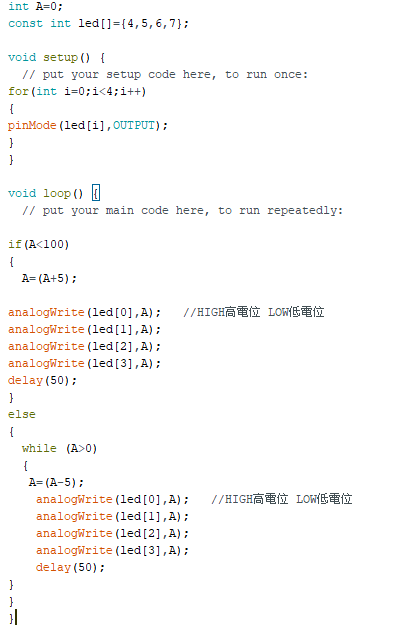 int A=0;
const int led[]={4,5,6,7};
void setup() {
// put your setup code here, to run once:
for(int i=0;i<4;i++)
{
pinMode(led[i],OUTPUT);
}
}
void loop() {
// put your main code here, to run repeatedly:
if(A<100)
{
A=(A+5);
analogWrite(led[0],A);   //HIGH高電位 LOW低電位
analogWrite(led[1],A);
analogWrite(led[2],A);
analogWrite(led[3],A);
delay(50);
}
else
{
while (A>0)
{
A=(A-5);
analogWrite(led[0],A);   //HIGH高電位 LOW低電位
analogWrite(led[1],A);
analogWrite(led[2],A);
analogWrite(led[3],A);
delay(50);
}
}
}